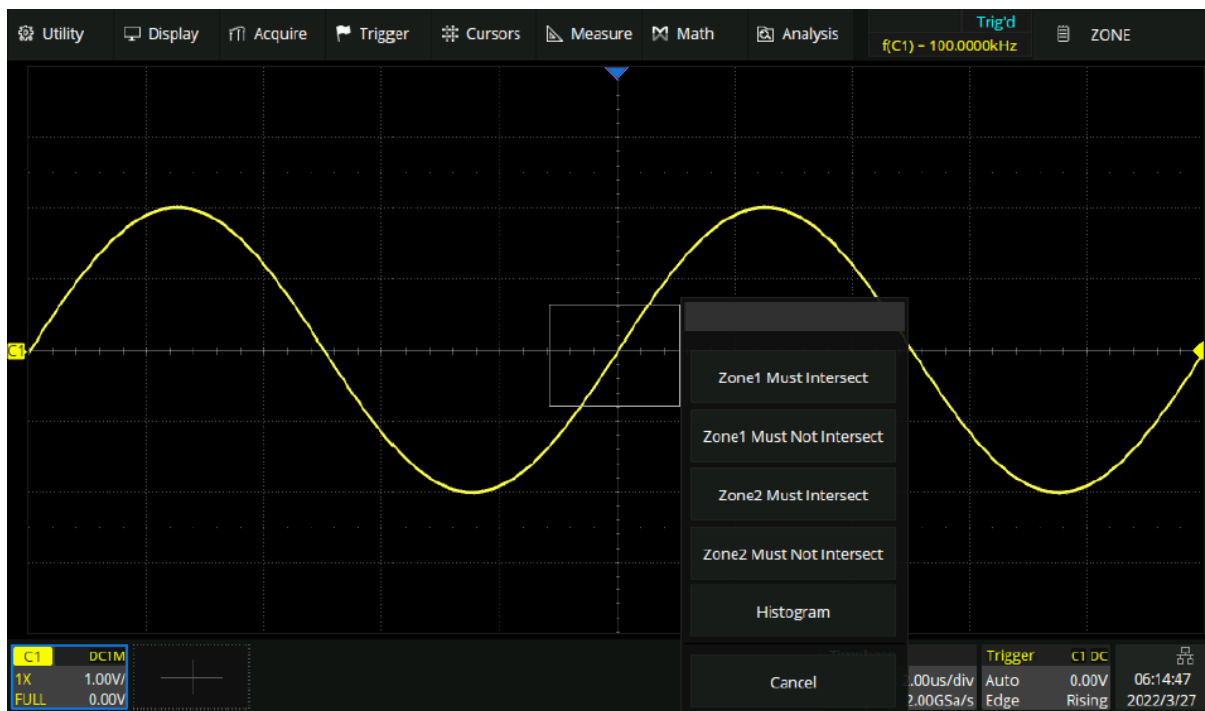 Utility Display Acquire Trigger Cursors Measure Math Analysis
Trig'd
f(C1) = 100.0000kHz
ZONE
C1
Zone1 Must Intersect
Zone1 Must Not Intersect
Zone2 Must Intersect
Zone2 Must Not Intersect
Histogram
Cancel
C1 DC1M
1X 1.00V/
FULL 0.00V
.00us/div
2.00GSa/s
Trigger C1 DC
Auto 0.00V
Edge Rising
06:14:47
2022/3/27